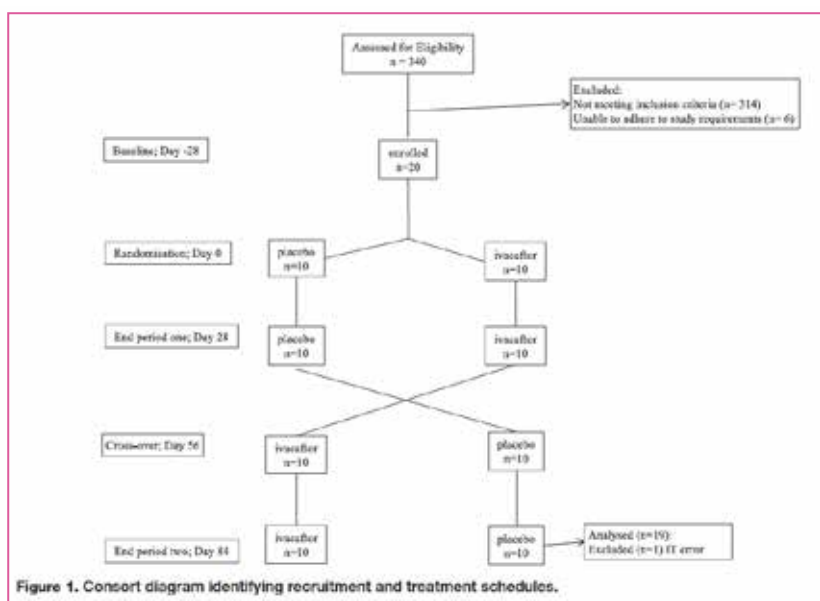 Assessed for Eligibility
n = 340
Excluded:
Not meeting inclusion criteria (n= 314)
Unable to adhere to study requirements (n= 6)
Baseline; Day -28
enrolled
n=20
Randomisation; Day 0
placebo
n=10
ivacaftor
n=10
End period one; Day 28
placebo
n=10
ivacaftor
n=10
Cross-over; Day 56
ivacaftor
n=10
placebo
n=10
End period two; Day 84
ivacaftor
n=10
placebo
n=10
Analysed (n=19):
Excluded (n=1) IT error
Figure 1. Consort diagram identifying recruitment and treatment schedules.